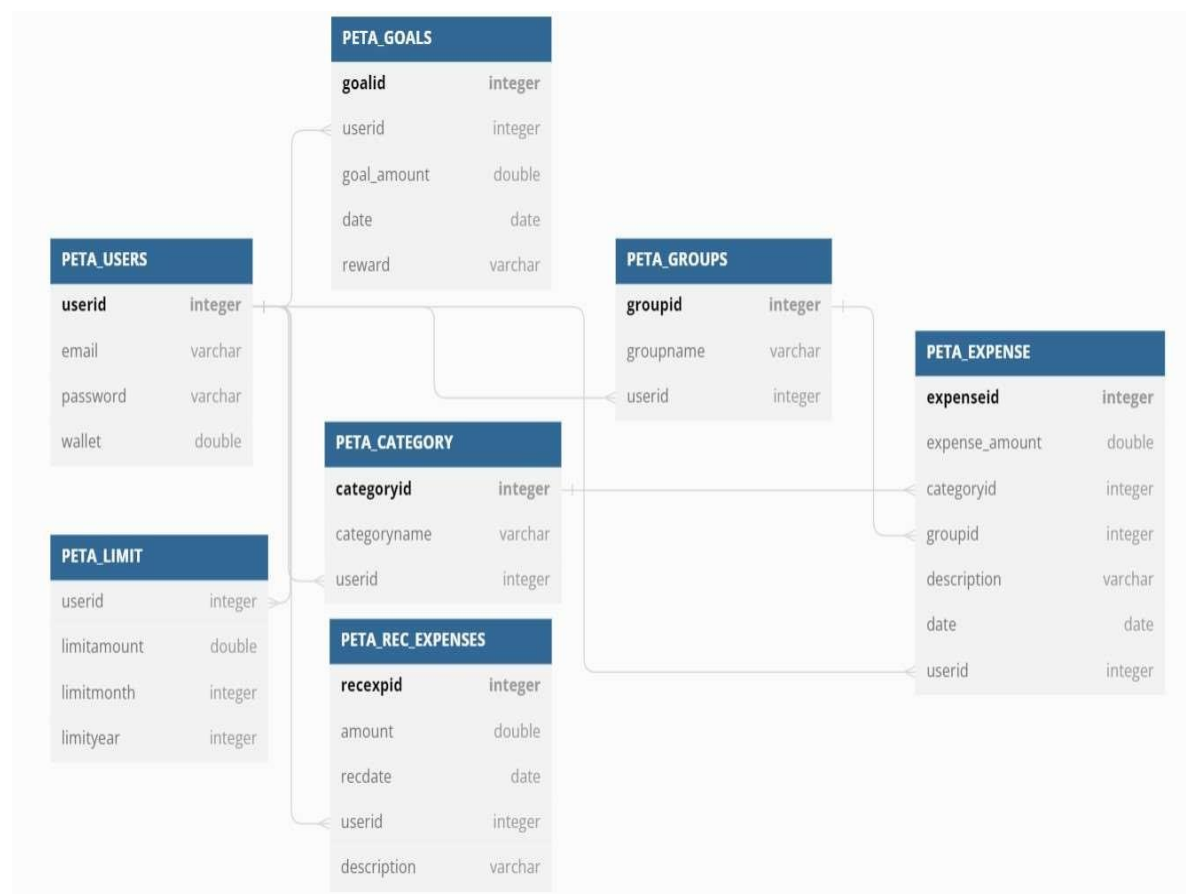 PETA_GOALS
goalid integer
userid integer
goal_amount double
date date
reward varchar
PETA_USERS
userid integer
email varchar
password varchar
wallet double
PETA_GROUPS
groupid integer
groupname varchar
userid integer
PETA_EXPENSE
expenseid integer
expense_amount double
categoryid integer
groupid integer
description varchar
date date
userid integer
PETA_CATEGORY
categoryid integer
categoryname varchar
userid integer
PETA_LIMIT
userid integer
limitamount double
limitmonth integer
limityear integer
PETA_REC_EXPENSES
recexpid integer
amount double
recdate date
userid integer
description varchar